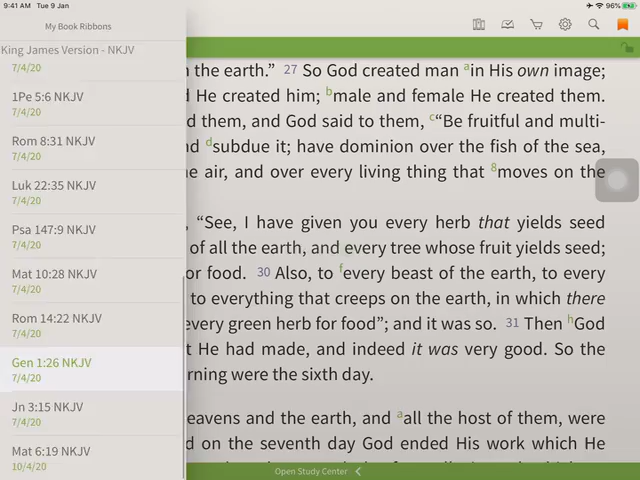 9:41 AM Tue 9 Jan
96%
My Book Ribbons
King James Version - NKJV
7/4/20
1Pe 5:6 NKJV
7/4/20
Rom 8:31 NKJV
7/4/20
Luk 22:35 NKJV
7/4/20
Psa 147:9 NKJV
7/4/20
Mat 10:28 NKJV
7/4/20
Rom 14:22 NKJV
7/4/20
Gen 1:26 NKJV
7/4/20
Jn 3:15 NKJV
7/4/20
Mat 6:19 NKJV
10/4/20
n the earth.” 27 So God created man a in His own image;
d He created him; b male and female He created them.
d them, and God said to them, c “Be fruitful and multi-
nd d subdue it; have dominion over the fish of the sea,
e air, and over every living thing that 8 moves on the
, “See, I have given you every herb that yields seed
of all the earth, and every tree whose fruit yields seed;
or food. 30 Also, to f every beast of the earth, to every
to everything that creeps on the earth, in which there
every green herb for food”; and it was so. 31 Then h God
t He had made, and indeed it was very good. So the
rning were the sixth day.
eavens and the earth, and a all the host of them, were
d on the seventh day God ended His work which He
Open Study Center